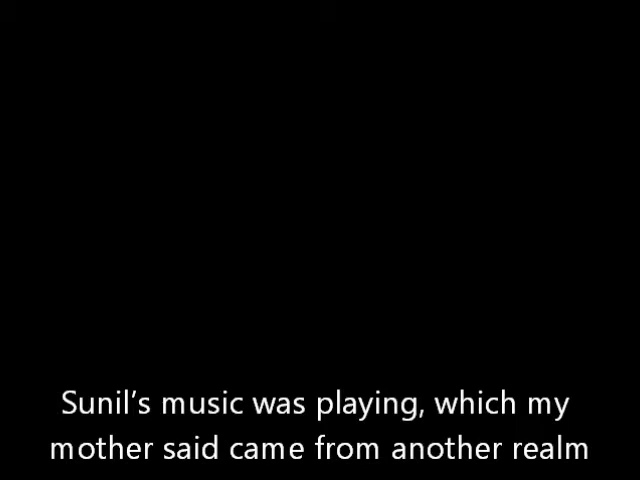 Sunil’s music was playing, which my
mother said came from another realm